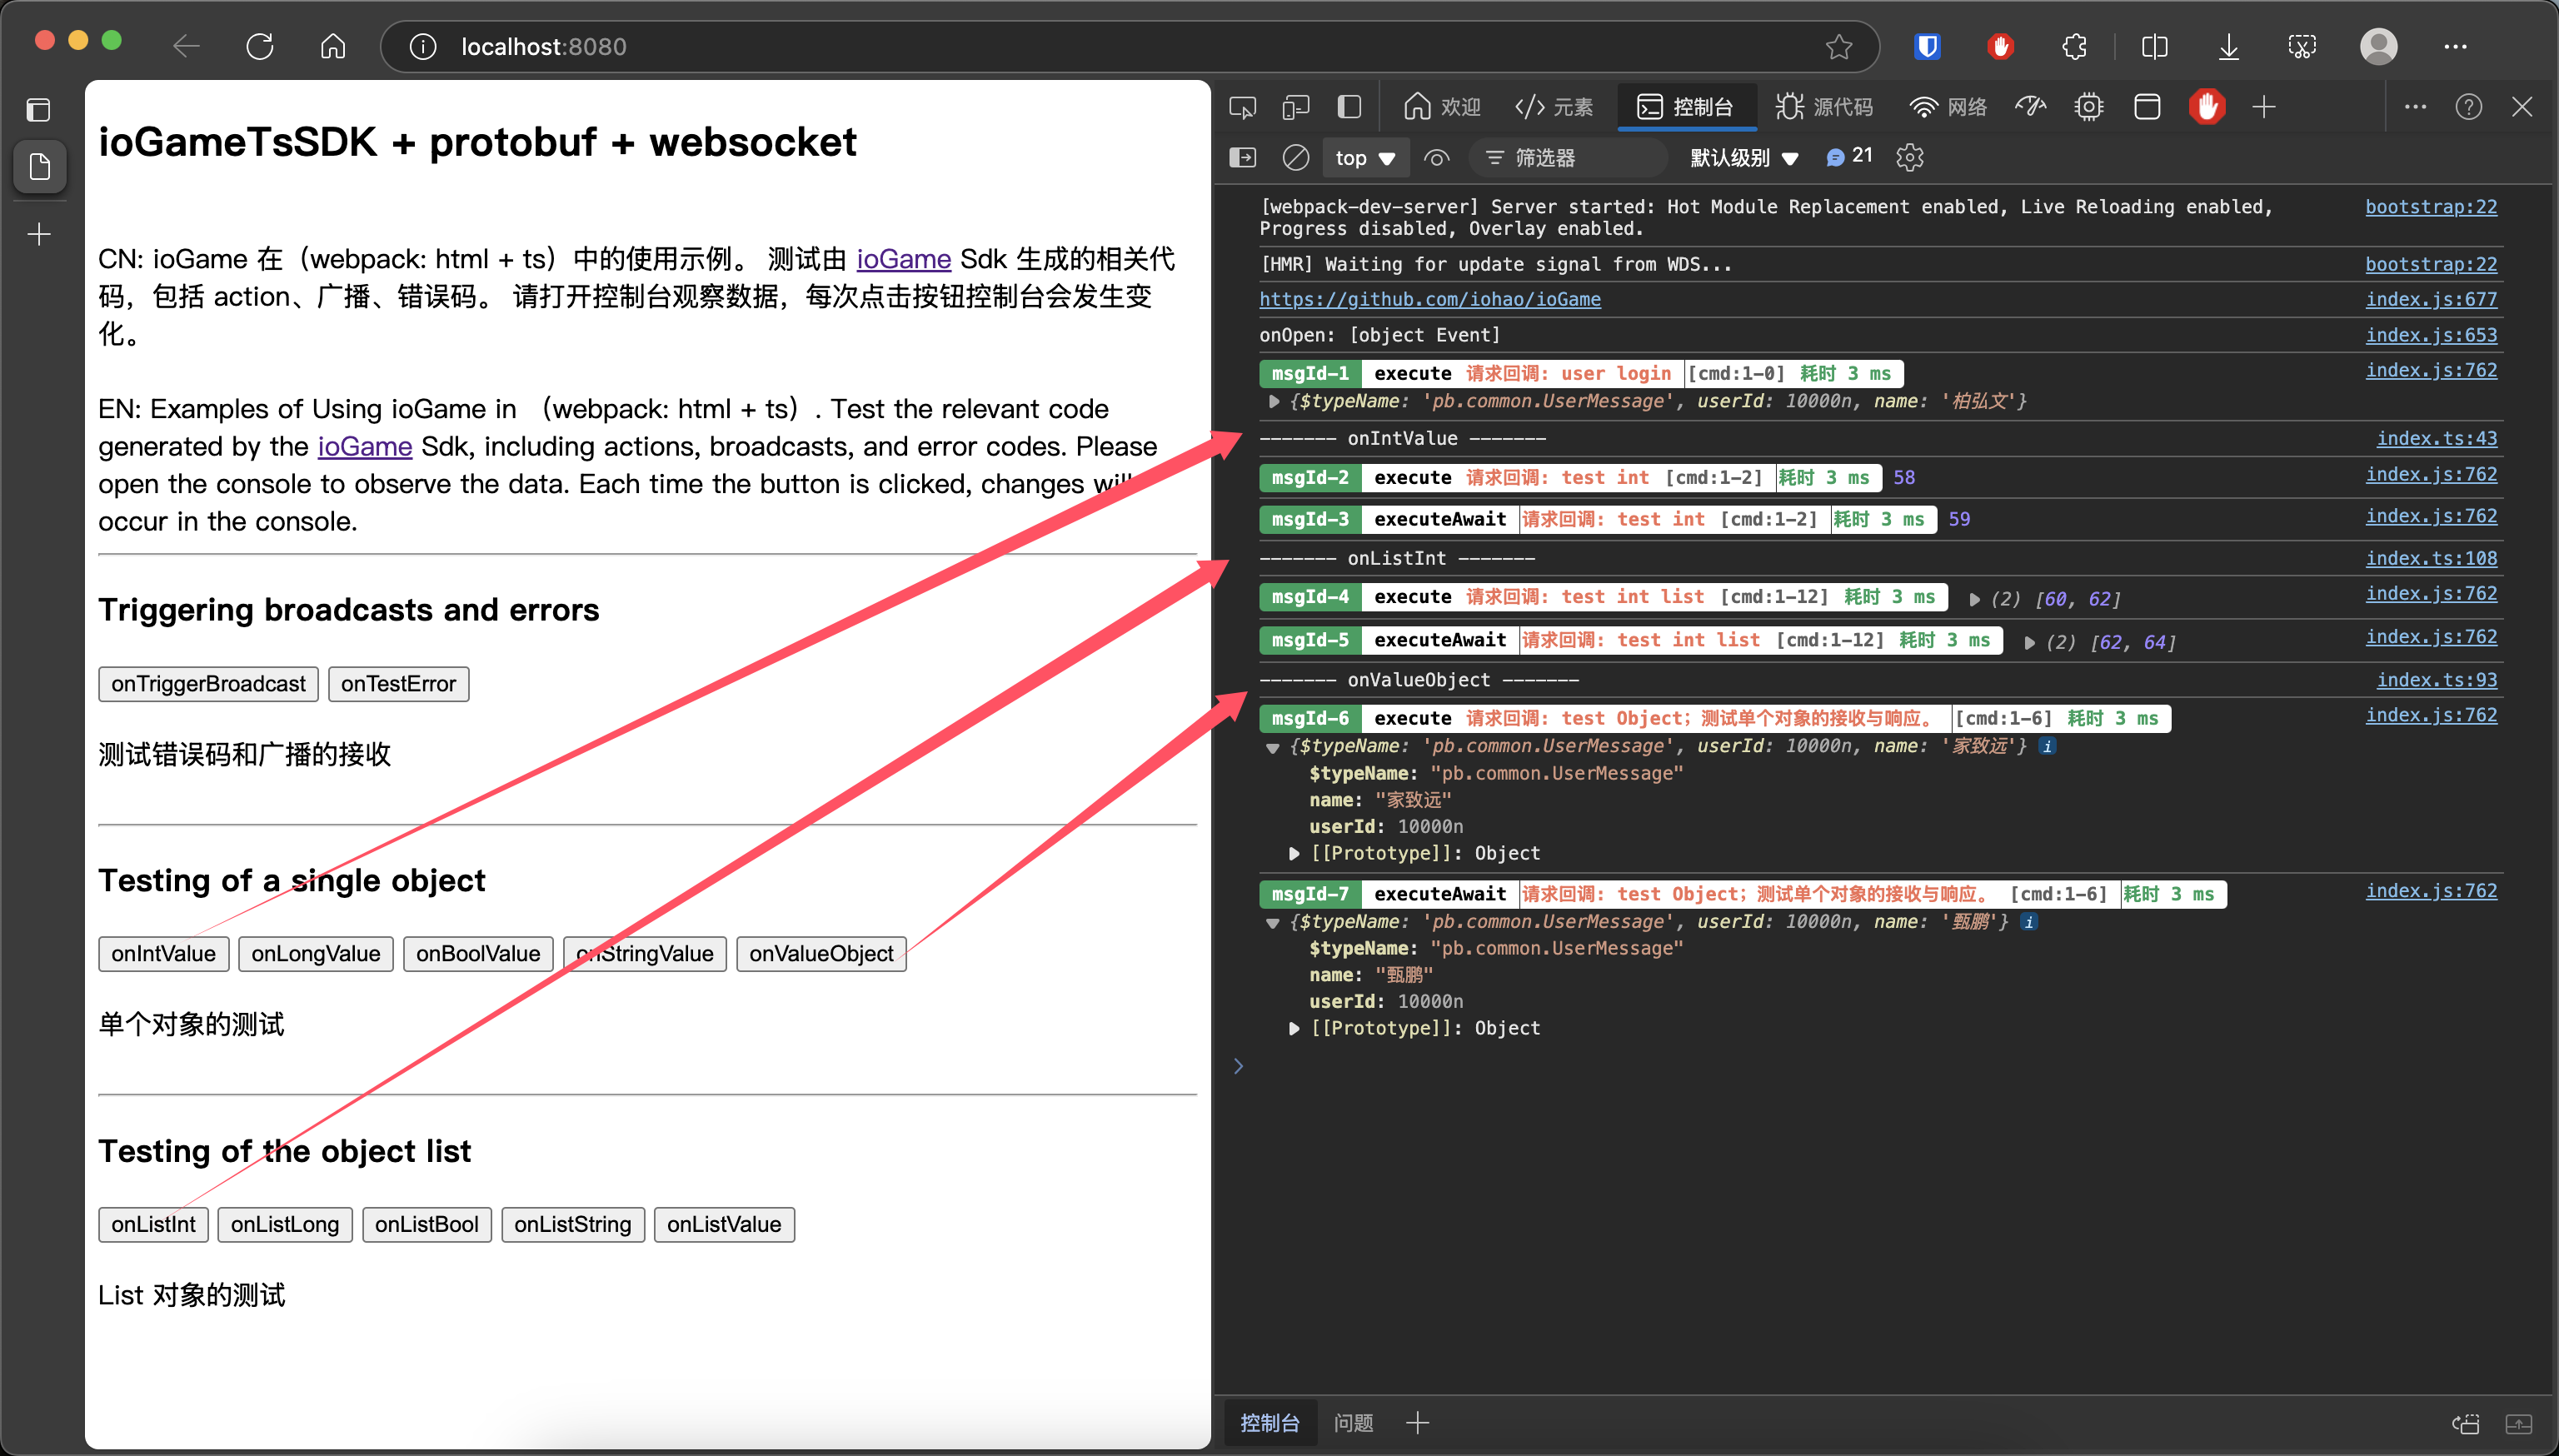 localhost:8080
ioGameTsSDK + protobuf + websocket
CN: ioGame 在（webpack: html + ts）中的使用示例。 测试由 ioGame Sdk 生成的相关代
码，包括 action、广播、错误码。 请打开控制台观察数据，每次点击按钮控制台会发生变
化。
EN: Examples of Using ioGame in （webpack: html + ts）. Test the relevant code
generated by the ioGame Sdk, including actions, broadcasts, and error codes. Please
open the console to observe the data. Each time the button is clicked, changes will
occur in the console.
Triggering broadcasts and errors
onTriggerBroadcast onTestError
测试错误码和广播的接收
Testing of a single object
onIntValue onLongValue onBoolValue onStringValue onValueObject
单个对象的测试
Testing of the object list
onListInt onListLong onListBool onListString onListValue
List 对象的测试
欢迎 元素 控制台 源代码 网络
top 筛选器 默认级别 21
[webpack-dev-server] Server started: Hot Module Replacement enabled, Live Reloading enabled, bootstrap:22
Progress disabled, Overlay enabled.
[HMR] Waiting for update signal from WDS... bootstrap:22
https://github.com/iohao/ioGame index.js:677
onOpen: [object Event] index.js:653
msgId-1 execute 请求回调: user login [cmd:1-0] 耗时 3 ms index.js:762
{$typeName: 'pb.common.UserMessage', userId: 10000n, name: '柏弘文'}
------- onIntValue ------- index.ts:43
msgId-2 execute 请求回调: test int [cmd:1-2] 耗时 3 ms 58 index.js:762
msgId-3 executeAwait 请求回调: test int [cmd:1-2] 耗时 3 ms 59 index.js:762
------- onListInt ------- index.ts:108
msgId-4 execute 请求回调: test int list [cmd:1-12] 耗时 3 ms (2) [60, 62] index.js:762
msgId-5 executeAwait 请求回调: test int list [cmd:1-12] 耗时 3 ms (2) [62, 64] index.js:762
------- onValueObject ------- index.ts:93
msgId-6 execute 请求回调: test Object；测试单个对象的接收与响应。 [cmd:1-6] 耗时 3 ms index.js:762
{$typeName: 'pb.common.UserMessage', userId: 10000n, name: '家致远'} i
$typeName: "pb.common.UserMessage"
name: "家致远"
userId: 10000n
[[Prototype]]: Object
msgId-7 executeAwait 请求回调: test Object；测试单个对象的接收与响应。 [cmd:1-6] 耗时 3 ms index.js:762
{$typeName: 'pb.common.UserMessage', userId: 10000n, name: '甄鹏'} i
$typeName: "pb.common.UserMessage"
name: "甄鹏"
userId: 10000n
[[Prototype]]: Object
控制台 问题